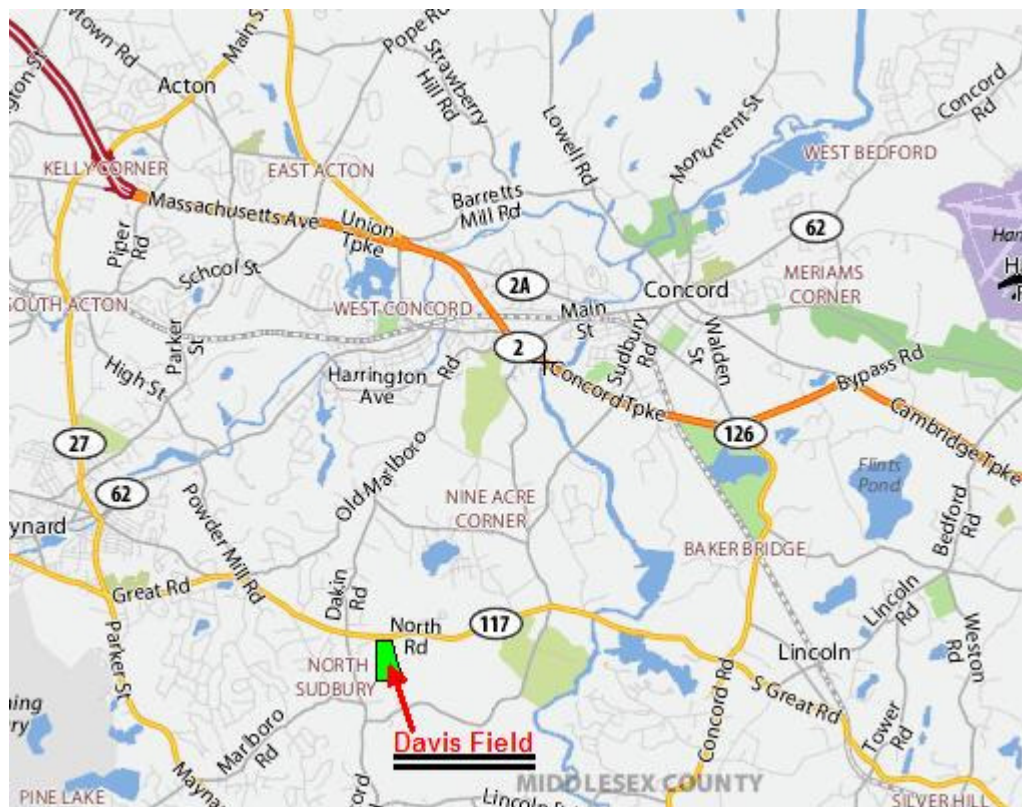 wtown Rd
Main St
Pope Rd
Strawberry
Hill Rd
Lowell Rd
Monument St
Concord
Rd
Acton
WEST BEDFORD
KELLY CORNER
EAST ACTON
Massachusetts Ave
Union
Tpke
Barretts
Mill Rd
62
Piper
Rd
School St
2A
Concord
MERIAMS
CORNER
SOUTH ACTON
WEST CONCORD
Main
St
Sudbury
Rd
Walden
St
Parker
St
High St
2
Harrington
Ave
Rd
Concord Tpke
Bypass Rd
Cambridge Tpke
126
27
62
Old Marlboro
NINE ACRE
CORNER
Flints
Pond
Bedford
Rd
ynard
Powder Mill Rd
BAKER BRIDGE
Great Rd
Dakin
Rd
North
Rd
117
Lincoln
Rd
Weston
Rd
Parker St
NORTH
SUDBURY
Lincoln
Concord Rd
S Great Rd
Tower
Rd
Marlboro
Rd
Davis Field
MIDDLESEX COUNTY
PINE LAKE
SILVER HILL